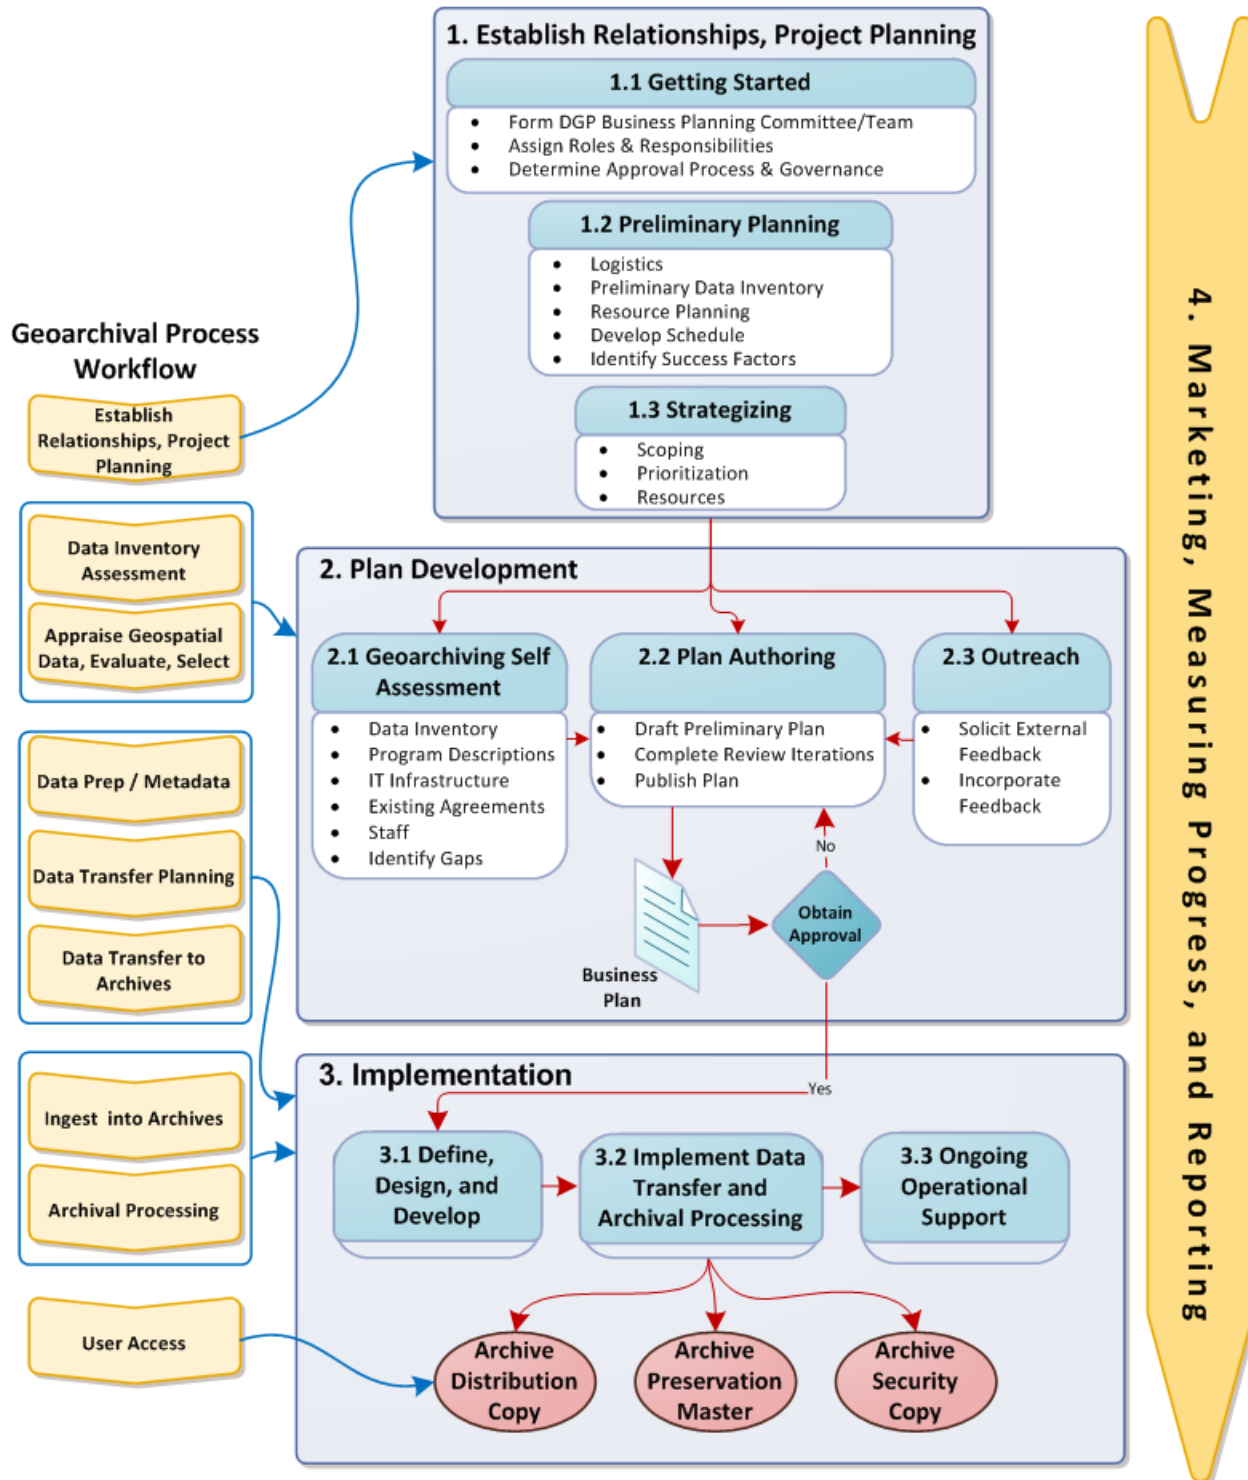 1. Establish Relationships, Project Planning
1.1 Getting Started
• Form DGP Business Planning Committee/Team
• Assign Roles & Responsibilities
• Determine Approval Process & Governance
1.2 Preliminary Planning
• Logistics
• Preliminary Data Inventory
• Resource Planning
• Develop Schedule
• Identify Success Factors
1.3 Strategizing
• Scoping
• Prioritization
• Resources
Geoarchival Process
Workflow
Establish
Relationships, Project
Planning
Data Inventory
Assessment
Appraise Geospatial
Data, Evaluate, Select
Data Prep / Metadata
Data Transfer Planning
Data Transfer to
Archives
Ingest into Archives
Archival Processing
User Access
2. Plan Development
2.1 Geoarchiving Self
Assessment
• Data Inventory
• Program Descriptions
• IT Infrastructure
• Existing Agreements
• Staff
• Identify Gaps
2.2 Plan Authoring
• Draft Preliminary Plan
• Complete Review Iterations
• Publish Plan
2.3 Outreach
• Solicit External
Feedback
• Incorporate
Feedback
No
Obtain
Approval
Business
Plan
Yes
3. Implementation
3.1 Define,
Design, and
Develop
3.2 Implement Data
Transfer and
Archival Processing
3.3 Ongoing
Operational
Support
Archive
Distribution
Copy
Archive
Preservation
Master
Archive
Security
Copy
4. Marketing, Measuring Progress, and Reporting